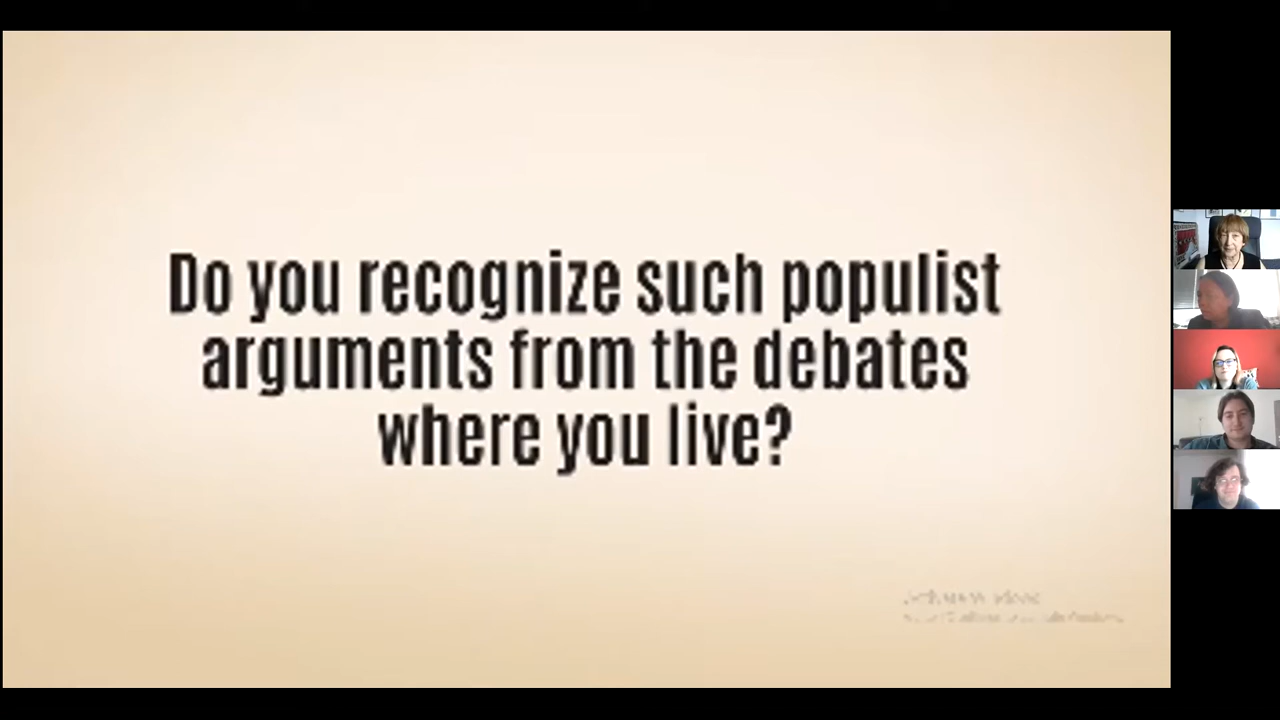 Do you recognize such populist
arguments from the debates
where you live?